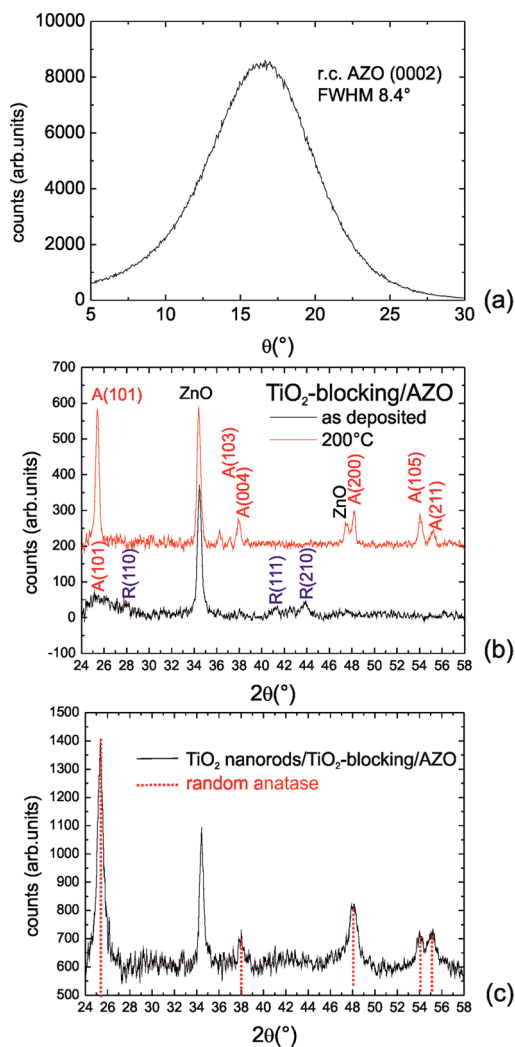 10000
8000
6000
4000
2000
0
counts (arb.units)
r.c. AZO (0002)
FWHM 8.4°
5 10 15 20 25 30
θ(°)
(a)
700
600
500
400
300
200
100
0
-100
counts (arb.units)
TiO2-blocking/AZO
as deposited
200°C
A(101)
ZnO
A(103)
A(004)
ZnO
A(200)
A(105)
A(211)
A(101)
R(110)
R(111)
R(210)
24 26 28 30 32 34 36 38 40 42 44 46 48 50 52 54 56 58
2θ(°)
(b)
1500
1400
1300
1200
1100
1000
900
800
700
600
500
counts (arb.units)
TiO2 nanorods/TiO2-blocking/AZO
random anatase
24 26 28 30 32 34 36 38 40 42 44 46 48 50 52 54 56 58
2θ(°)
(c)